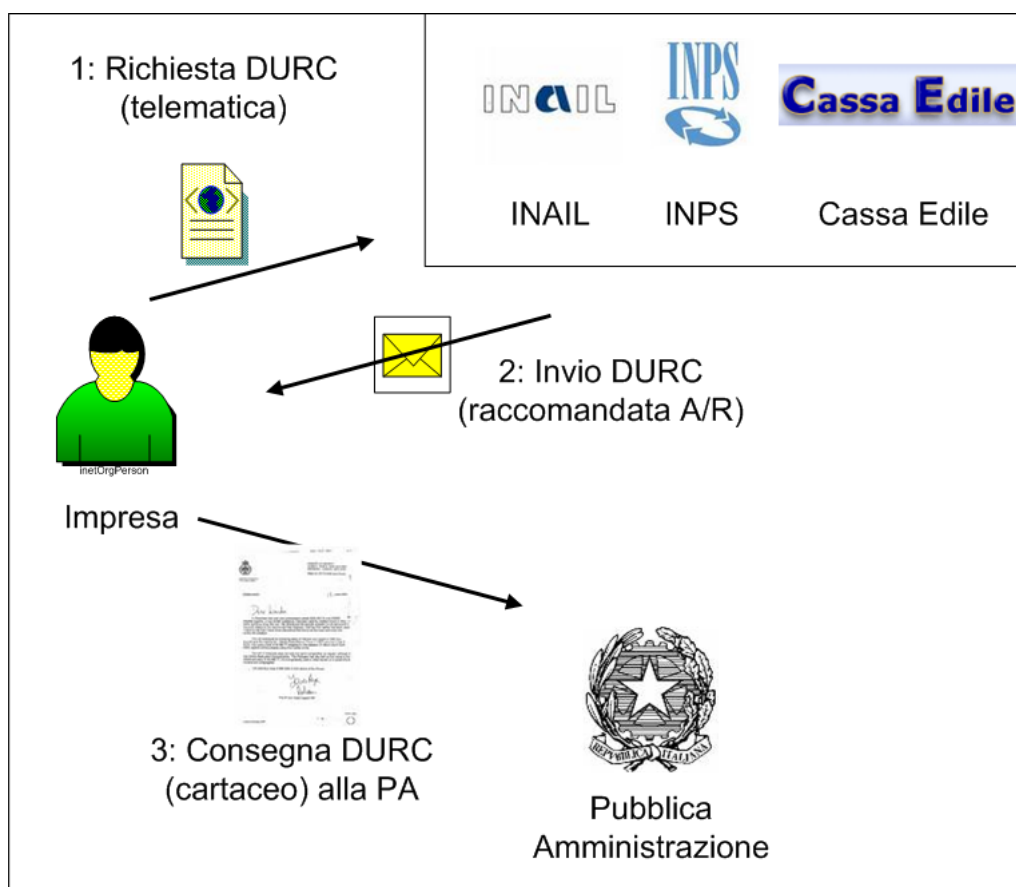 1: Richiesta DURC
(telematica)
INAIL
INPS
Cassa Edile
INAIL
INPS
Cassa Edile
2: Invio DURC
(raccomandata A/R)
inetOrgPerson
Impresa
3: Consegna DURC
(cartaceo) alla PA
REPVBBLICA ITALIANA
Pubblica
Amministrazione